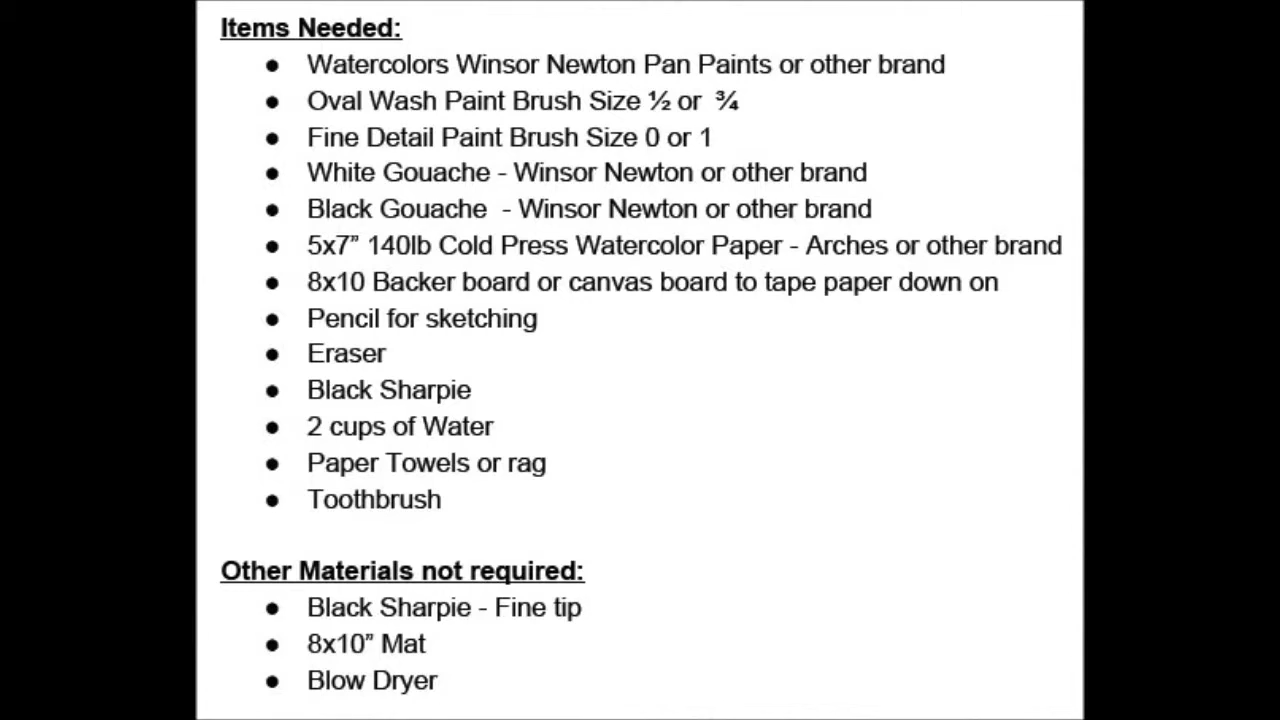 Items Needed:
● Watercolors Winsor Newton Pan Paints or other brand
● Oval Wash Paint Brush Size ½ or  ¾
● Fine Detail Paint Brush Size 0 or 1
● White Gouache - Winsor Newton or other brand
● Black Gouache  - Winsor Newton or other brand
● 5x7” 140lb Cold Press Watercolor Paper - Arches or other brand
● 8x10 Backer board or canvas board to tape paper down on
● Pencil for sketching
● Eraser
● Black Sharpie
● 2 cups of Water
● Paper Towels or rag
● Toothbrush
Other Materials not required:
● Black Sharpie - Fine tip
● 8x10” Mat
● Blow Dryer